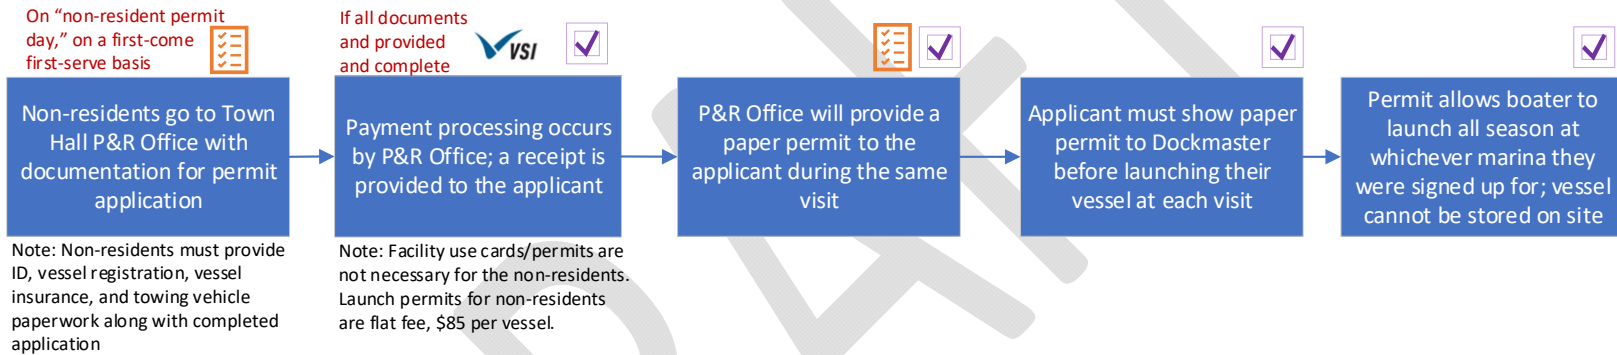 On “non-resident permit
day,” on a first-come
first-serve basis
Non-residents go to Town
Hall P&R Office with
documentation for permit
application
Note: Non-residents must provide
ID, vessel registration, vessel
insurance, and towing vehicle
paperwork along with completed
application
If all documents
and provided
and complete
VSI
Payment processing occurs
by P&R Office; a receipt is
provided to the applicant
Note: Facility use cards/permits are
not necessary for the non-residents.
Launch permits for non-residents
are flat fee, $85 per vessel.
P&R Office will provide a
paper permit to the
applicant during the same
visit
Applicant must show paper
permit to Dockmaster
before launching their
vessel at each visit
Permit allows boater to
launch all season at
whichever marina they
were signed up for; vessel
cannot be stored on site
DRAFT